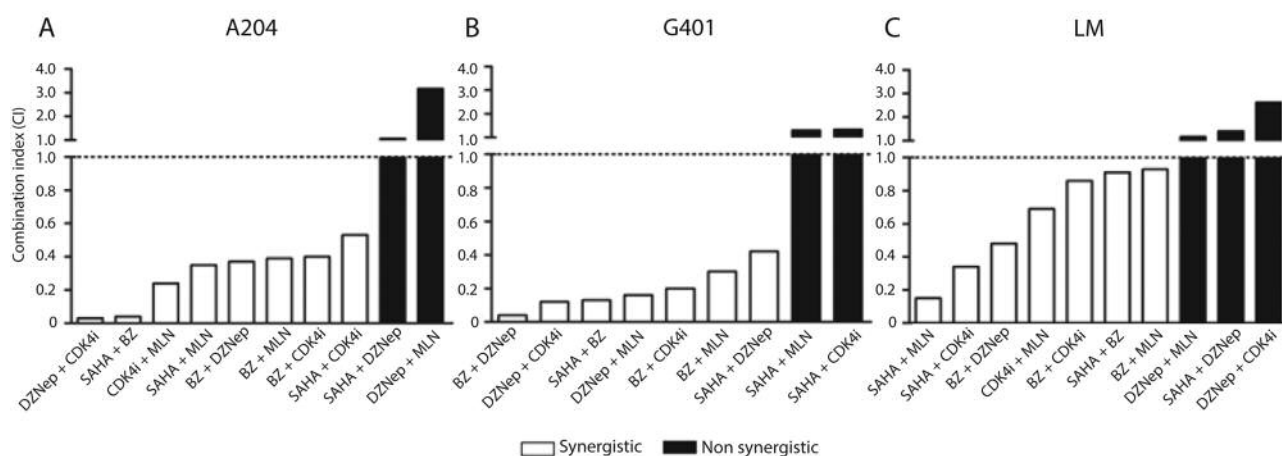 A
A204
B
G401
C
LM
Combination index (CI)
4.0
3.0
2.0
1.0
1.0
0.8
0.6
0.4
0.2
0
DZNep + CDK4i
SAHA + BZ
CDK4i + MLN
SAHA + MLN
BZ + DZNep
BZ + MLN
BZ + CDK4i
SAHA + CDK4i
SAHA + DZNep
DZNep + MLN
4.0
3.0
2.0
1.0
1.0
0.8
0.6
0.4
0.2
0
BZ + DZNep
DZNep + CDK4i
SAHA + BZ
DZNep + MLN
BZ + CDK4i
BZ + MLN
SAHA + DZNep
SAHA + MLN
SAHA + CDK4i
4.0
3.0
2.0
1.0
1.0
0.8
0.6
0.4
0.2
0
SAHA + MLN
SAHA + CDK4i
BZ + DZNep
CDK4i + MLN
BZ + CDK4i
SAHA + BZ
BZ + MLN
DZNep + MLN
SAHA + DZNep
DZNep + CDK4i
Synergistic
Non synergistic